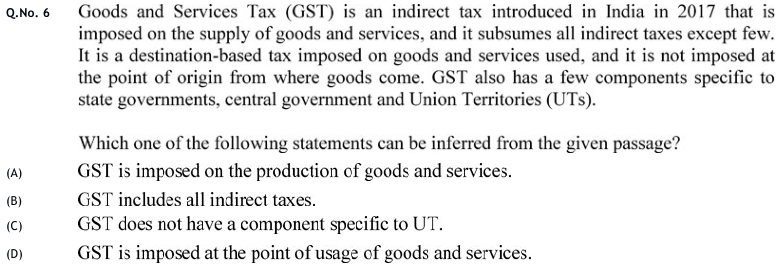 Q.No. 6 Goods and Services Tax (GST) is an indirect tax introduced in India in 2017 that is
imposed on the supply of goods and services, and it subsumes all indirect taxes except few.
It is a destination-based tax imposed on goods and services used, and it is not imposed at
the point of origin from where goods come. GST also has a few components specific to
state governments, central government and Union Territories (UTs).
Which one of the following statements can be inferred from the given passage?
(A) GST is imposed on the production of goods and services.
(B) GST includes all indirect taxes.
(C) GST does not have a component specific to UT.
(D) GST is imposed at the point of usage of goods and services.